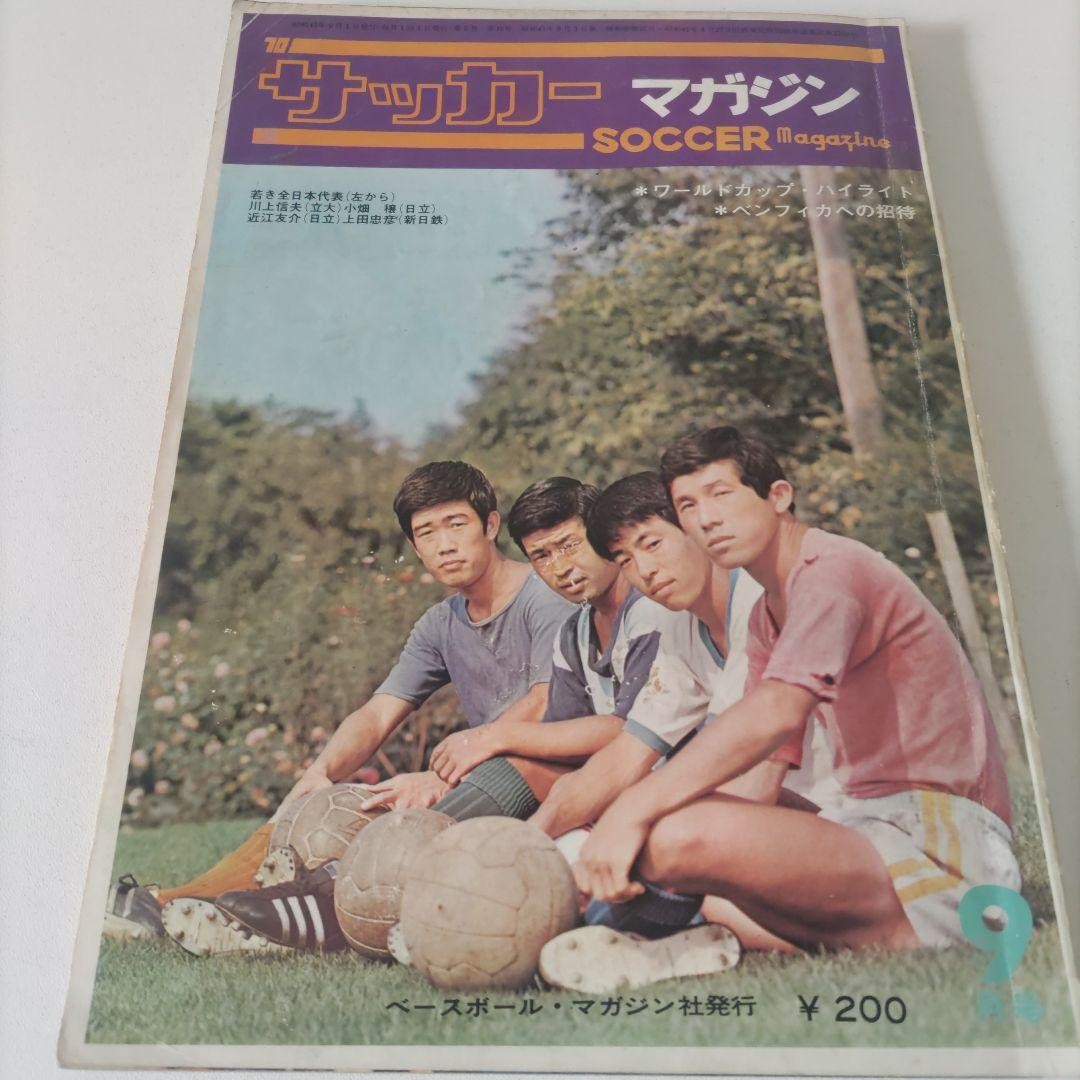 サッカー マガジン
SOCCER Magazine
若き全日本代表(左から)
川上信夫(立大)小畑 穣(日立)
近江友介(日立)上田忠彦(新日鉄)
*ワールドカップ・ハイライト
*ベンフィカへの招待
9
月号
ベースボール・マガジン社発行 ¥200